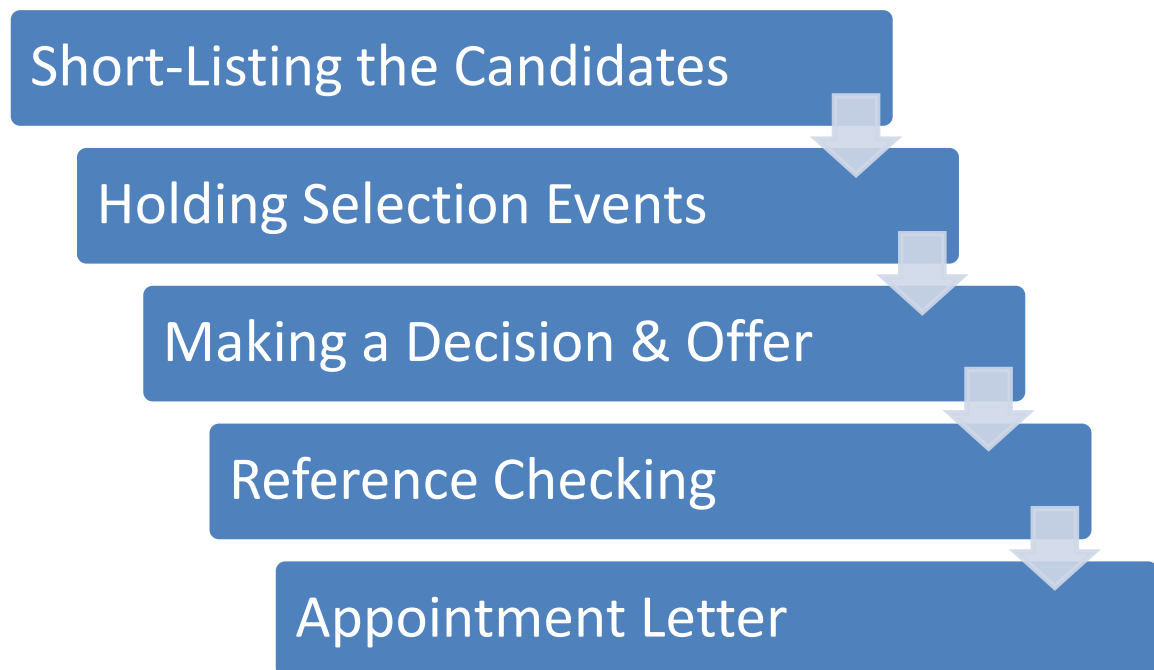 Short-Listing the Candidates
Holding Selection Events
Making a Decision & Offer
Reference Checking
Appointment Letter